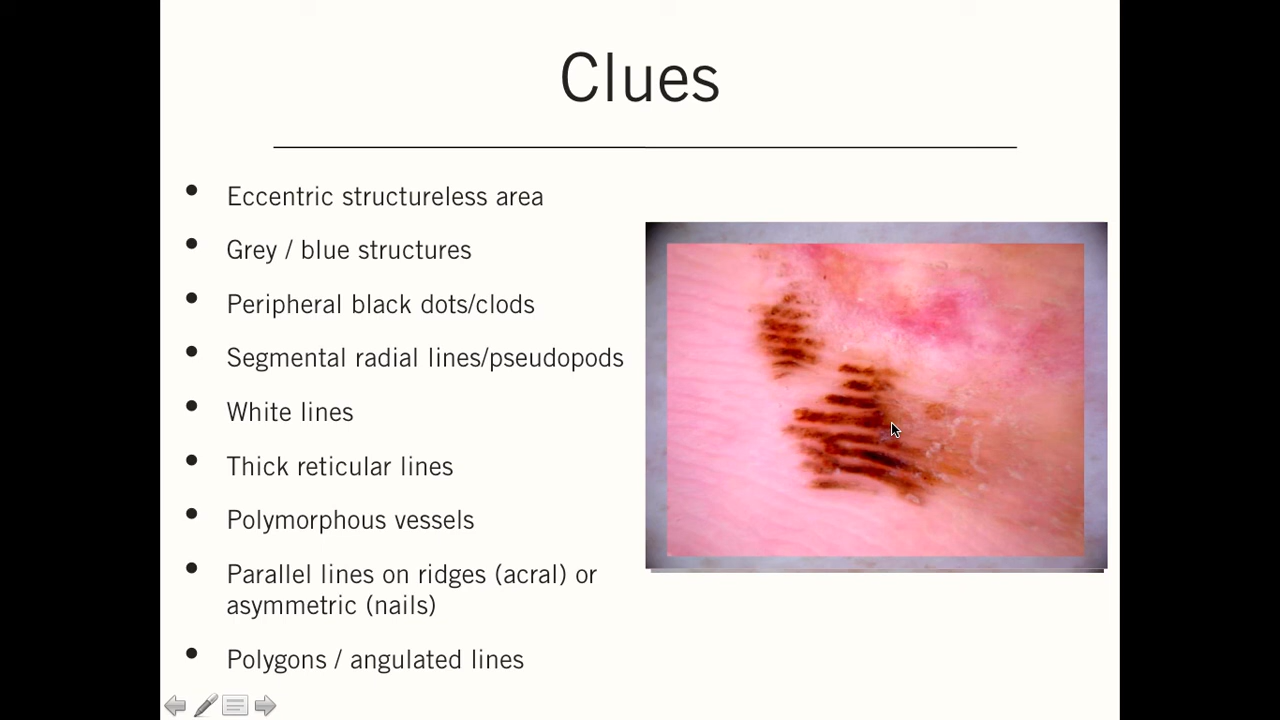 Clues
Eccentric structureless area
Grey / blue structures
Peripheral black dots/clods
Segmental radial lines/pseudopods
White lines
Thick reticular lines
Polymorphous vessels
Parallel lines on ridges (acral) or
asymmetric (nails)
Polygons / angulated lines